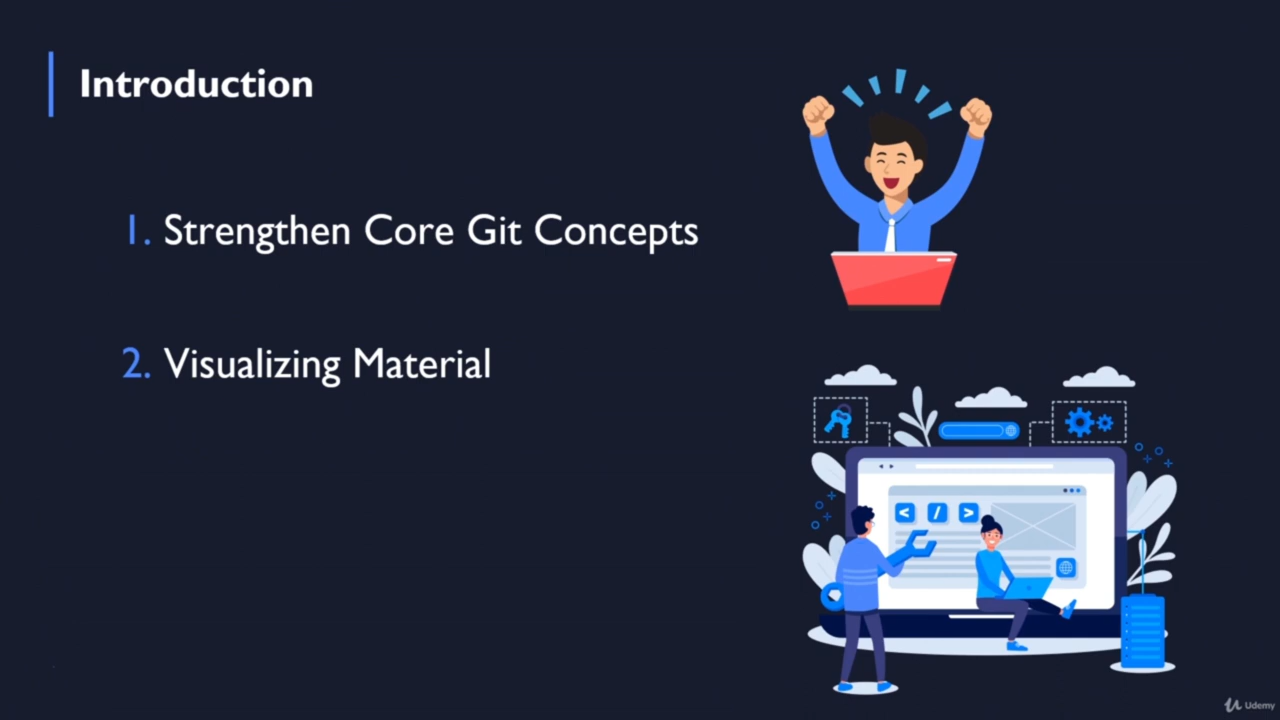 Introduction
1. Strengthen Core Git Concepts
2. Visualizing Material
< / >
Udemy